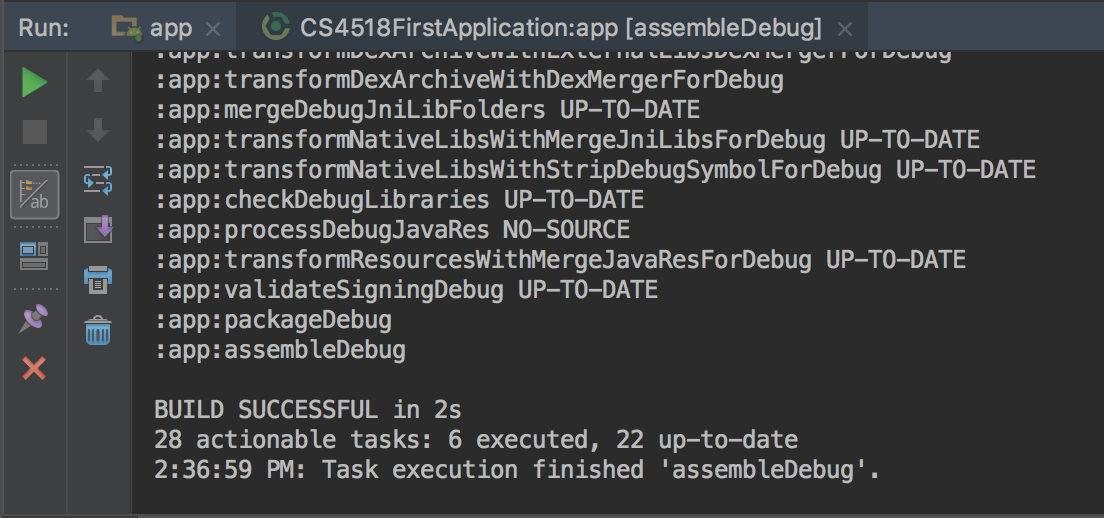 Run: app × CS4518FirstApplication:app [assembleDebug] ×
:app:transformDexArchiveWithExternalLibsDexMergerForDebug
:app:transformDexArchiveWithDexMergerForDebug
:app:mergeDebugJniLibFolders UP-TO-DATE
:app:transformNativeLibsWithMergeJniLibsForDebug UP-TO-DATE
:app:transformNativeLibsWithStripDebugSymbolForDebug UP-TO-DATE
:app:checkDebugLibraries UP-TO-DATE
:app:processDebugJavaRes NO-SOURCE
:app:transformResourcesWithMergeJavaResForDebug UP-TO-DATE
:app:validateSigningDebug UP-TO-DATE
:app:packageDebug
:app:assembleDebug
BUILD SUCCESSFUL in 2s
28 actionable tasks: 6 executed, 22 up-to-date
2:36:59 PM: Task execution finished 'assembleDebug'.
ab